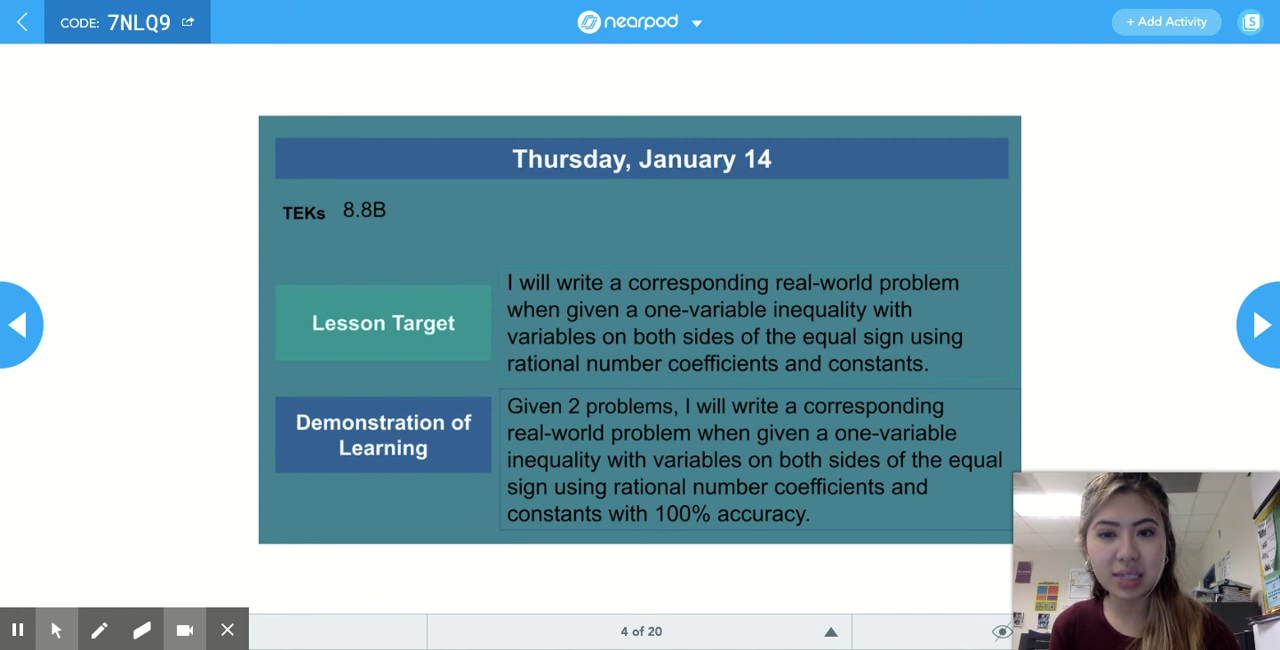 CODE: 7NLQ9
nearpod
+ Add Activity
S
Thursday, January 14
TEKs 8.8B
Lesson Target
I will write a corresponding real-world problem
when given a one-variable inequality with
variables on both sides of the equal sign using
rational number coefficients and constants.
Demonstration of
Learning
Given 2 problems, I will write a corresponding
real-world problem when given a one-variable
inequality with variables on both sides of the equal
sign using rational number coefficients and
constants with 100% accuracy.
4 of 20